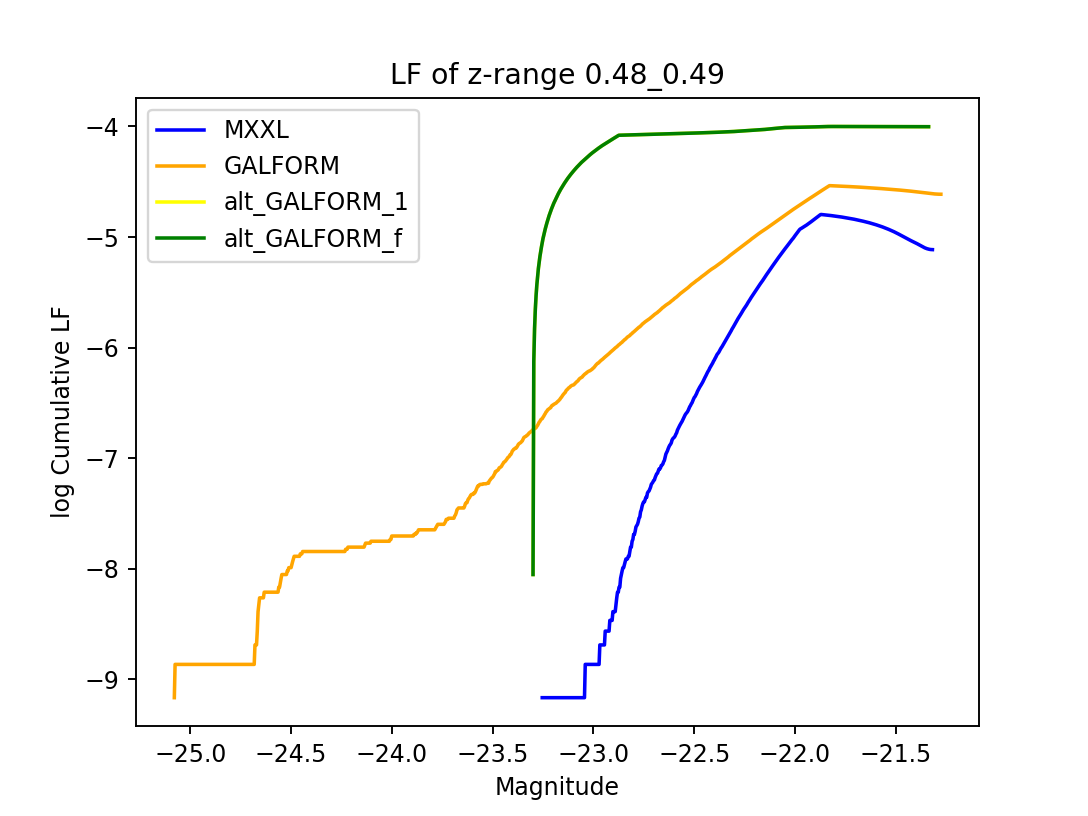 LF of z-range 0.48_0.49
MXXL
GALFORM
alt_GALFORM_1
alt_GALFORM_f
log Cumulative LF
−4
−5
−6
−7
−8
−9
−25.0
−24.5
−24.0
−23.5
−23.0
−22.5
−22.0
−21.5
Magnitude